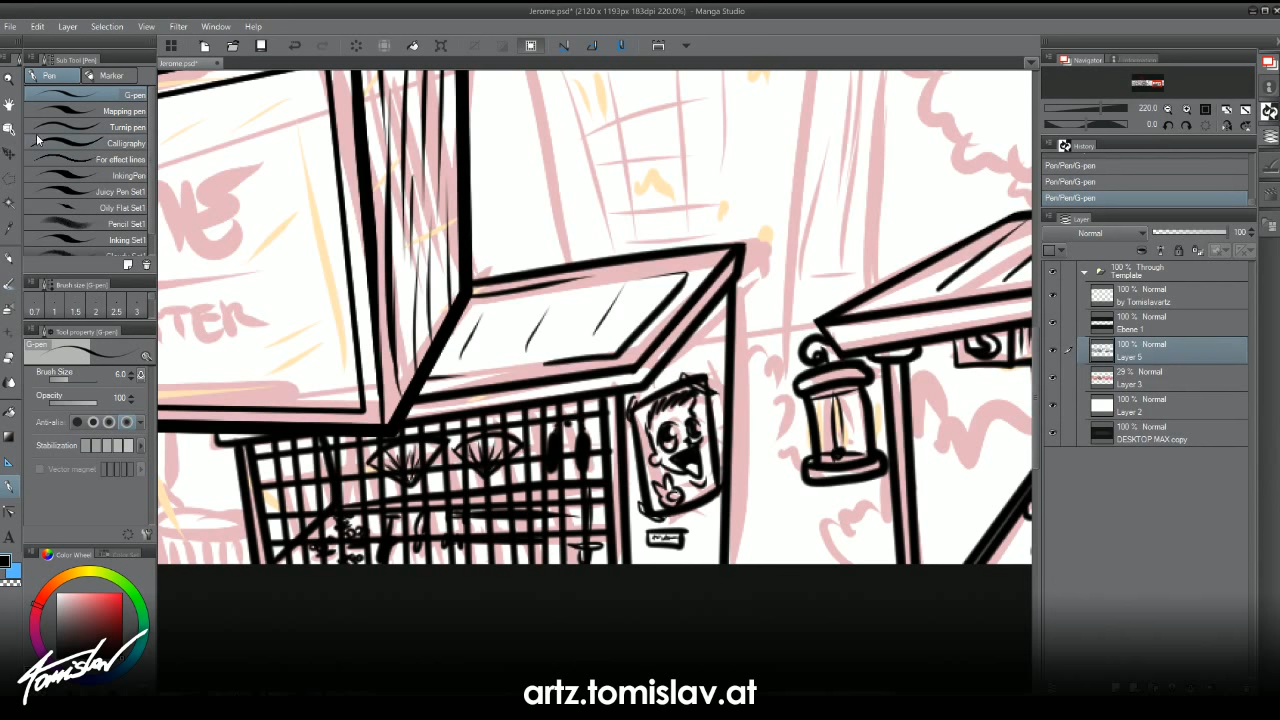 Jerome.psd* (2120 x 1193px 183dpi 220.0%) - Manga Studio
File Edit Layer Selection View Filter Window Help
Sub Tool [Pen]
Pen Marker
G-pen
Mapping pen
Turnip pen
Calligraphy
For effect lines
InkingPen
Juicy Pen Set1
Oily Flat Set1
Pencil Set1
Inking Set1
Brush size [G-pen]
0.7 1 1.5 2 2.5 3
Tool property [G-pen]
G-pen
Brush Size 6.0
Opacity 100
Anti-alia
Stabilization
Vector magnet
Color Wheel
Jerome.psd*
Navigator
220.0
0.0
History
Pen/Pen/G-pen
Pen/Pen/G-pen
Pen/Pen/G-pen
Layer
Normal 100
100 % Through
Template
100 % Normal
by Tomislavartz
100 % Normal
Ebene 1
100 % Normal
Layer 5
29 % Normal
Layer 3
100 % Normal
Layer 2
100 % Normal
DESKTOP MAX copy
Tomislav
artz.tomislav.at